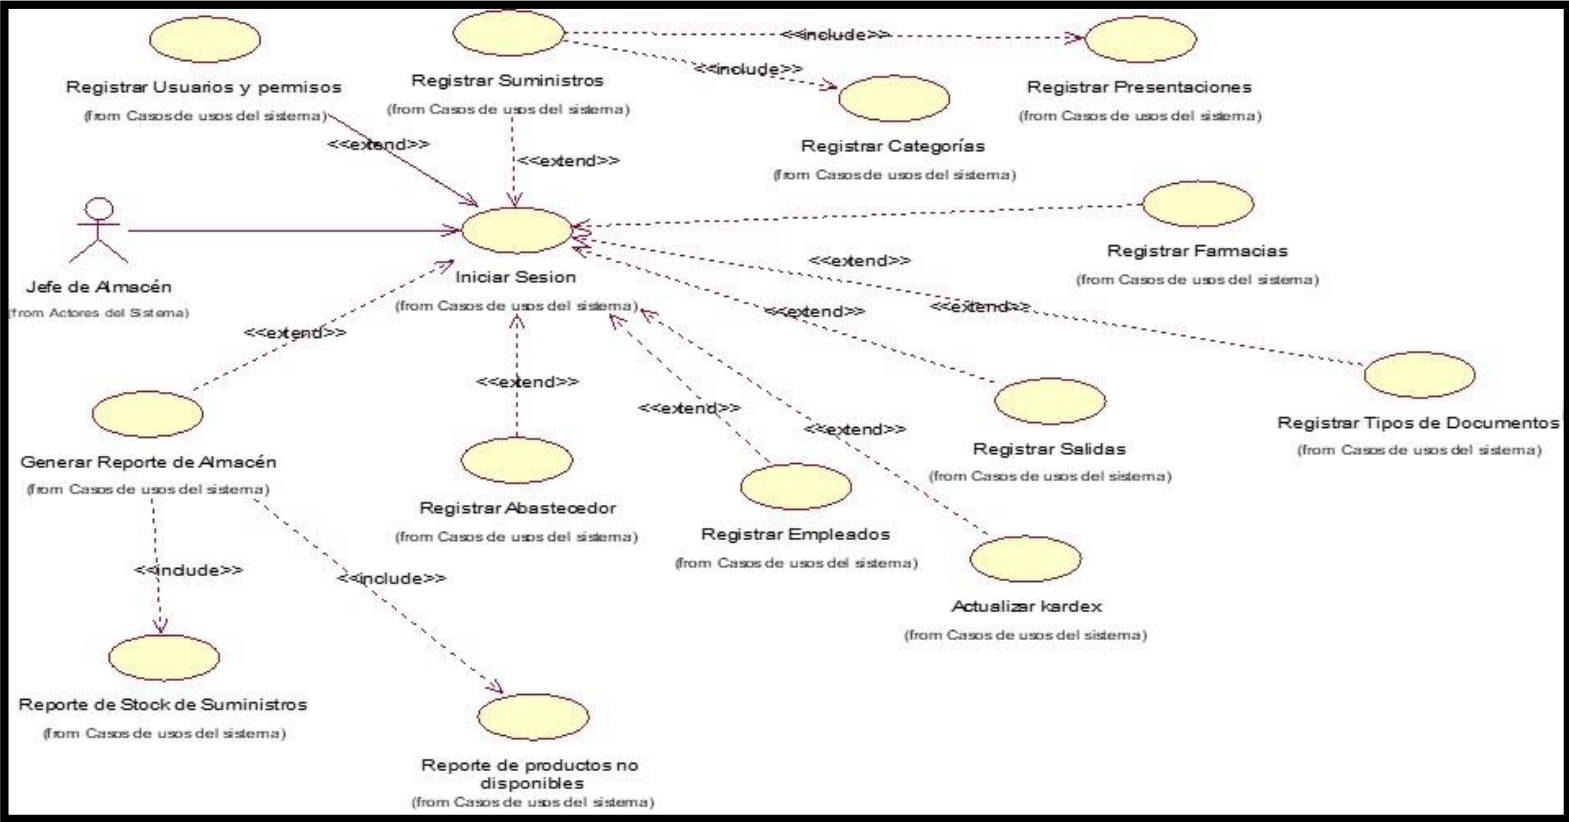 <<include>>
Registrar Suministros
(from Casos de usos del sistema)
Registrar Usuarios y permisos
(from Casos de usos del sistema)
<<include>>
Registrar Presentaciones
(from Casos de usos del sistema)
Registrar Categorías
(from Casos de usos del sistema)
<<extend>>
<<extend>>
Registrar Farmacias
(from Casos de usos del sistema)
<<extend>>
Iniciar Sesion
(from Casos de usos del sistema)
Jefe de Almacén
(from Actores del Sistema)
<<extend>>
<<extend>>
<<extend>>
<<extend>>
<<extend>>
<<extend>>
Registrar Tipos de Documentos
(from Casos de usos del sistema)
Registrar Salidas
(from Casos de usos del sistema)
Generar Reporte de Almacén
(from Casos de usos del sistema)
Registrar Abastecedor
(from Casos de usos del sistema)
Registrar Empleados
(from Casos de usos del sistema)
<<extend>>
<<include>>
<<include>>
Actualizar kardex
(from Casos de usos del sistema)
Reporte de Stock de Suministros
(from Casos de usos del sistema)
Reporte de productos no
disponibles
(from Casos de usos del sistema)